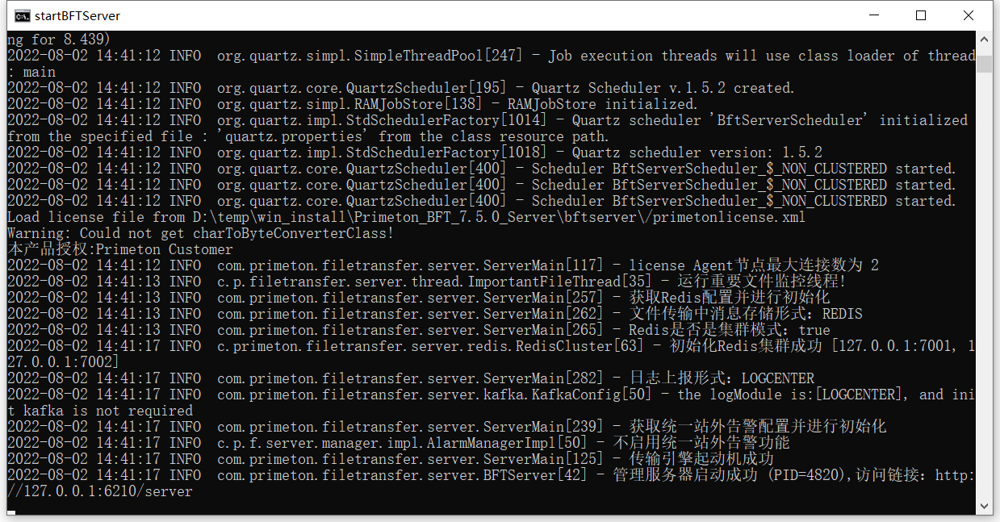 startBFTServer
ng for 8.439)
2022-08-02 14:41:12 INFO  org.quartz.simpl.SimpleThreadPool[247] - Job execution threads will use class loader of thread
: main
2022-08-02 14:41:12 INFO  org.quartz.core.QuartzScheduler[195] - Quartz Scheduler v.1.5.2 created.
2022-08-02 14:41:12 INFO  org.quartz.simpl.RAMJobStore[138] - RAMJobStore initialized.
2022-08-02 14:41:12 INFO  org.quartz.impl.StdSchedulerFactory[1014] - Quartz scheduler 'BftServerScheduler' initialized
from the specified file : 'quartz.properties' from the class resource path.
2022-08-02 14:41:12 INFO  org.quartz.impl.StdSchedulerFactory[1018] - Quartz scheduler version: 1.5.2
2022-08-02 14:41:12 INFO  org.quartz.core.QuartzScheduler[400] - Scheduler BftServerScheduler_$_NON_CLUSTERED started.
2022-08-02 14:41:12 INFO  org.quartz.core.QuartzScheduler[400] - Scheduler BftServerScheduler_$_NON_CLUSTERED started.
2022-08-02 14:41:12 INFO  org.quartz.core.QuartzScheduler[400] - Scheduler BftServerScheduler_$_NON_CLUSTERED started.
Load license file from D:\temp\win_install\Primeton_BFT_7.5.0_Server\bftserver\/primetonlicense.xml
Warning: Could not get charToByteConverterClass!
本产品授权:Primeton Customer
2022-08-02 14:41:12 INFO  com.primeton.filetransfer.server.ServerMain[117] - license Agent节点最大连接数为 2
2022-08-02 14:41:13 INFO  c.p.filetransfer.server.thread.ImportantFileThread[35] - 运行重要文件监控线程!
2022-08-02 14:41:13 INFO  com.primeton.filetransfer.server.ServerMain[257] - 获取Redis配置并进行初始化
2022-08-02 14:41:13 INFO  com.primeton.filetransfer.server.ServerMain[262] - 文件传输中消息存储形式：REDIS
2022-08-02 14:41:13 INFO  com.primeton.filetransfer.server.ServerMain[265] - Redis是否是集群模式：true
2022-08-02 14:41:17 INFO  c.primeton.filetransfer.server.redis.RedisCluster[63] - 初始化Redis集群成功 [127.0.0.1:7001, 1
27.0.0.1:7002]
2022-08-02 14:41:17 INFO  com.primeton.filetransfer.server.ServerMain[282] - 日志上报形式：LOGCENTER
2022-08-02 14:41:17 INFO  com.primeton.filetransfer.server.kafka.KafkaConfig[50] - the logModule is:[LOGCENTER], and ini
t kafka is not required
2022-08-02 14:41:17 INFO  com.primeton.filetransfer.server.ServerMain[239] - 获取统一站外告警配置并进行初始化
2022-08-02 14:41:17 INFO  c.p.f.server.manager.impl.AlarmManagerImpl[50] - 不启用统一站外告警功能
2022-08-02 14:41:17 INFO  com.primeton.filetransfer.server.ServerMain[125] - 传输引擎起动机成功
2022-08-02 14:41:17 INFO  com.primeton.filetransfer.server.BFTServer[42] - 管理服务器启动成功 (PID=4820),访问链接：http:
//127.0.0.1:6210/server